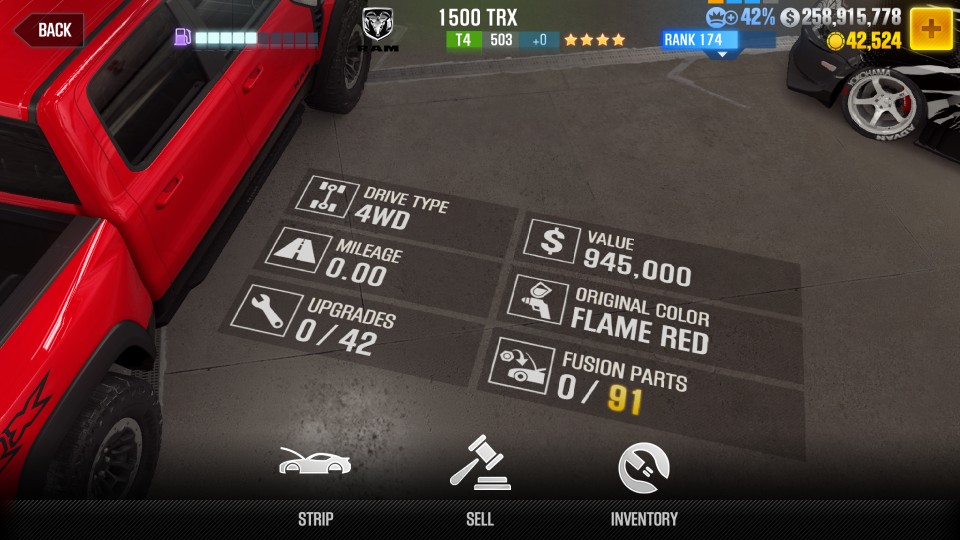 BACK
RAM
1500 TRX
T4 503 +0
42% $ 258,915,778
RANK 174
42,524
DRIVE TYPE
4WD
MILEAGE
0.00
UPGRADES
0/42
$ VALUE
945,000
ORIGINAL COLOR
FLAME RED
FUSION PARTS
0/ 91
YOKOHAMA
ADVAN
STRIP
SELL
INVENTORY